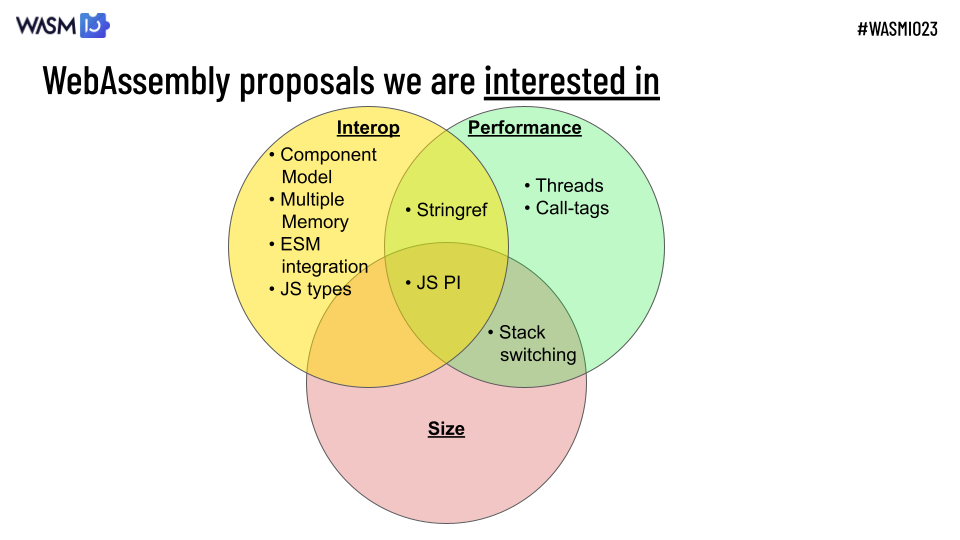 WASM IO
#WASMIO23
WebAssembly proposals we are interested in
Interop
• Component
Model
• Multiple
Memory
• ESM
integration
• JS types
Performance
• Threads
• Call-tags
• Stringref
• JS PI
• Stack
switching
Size